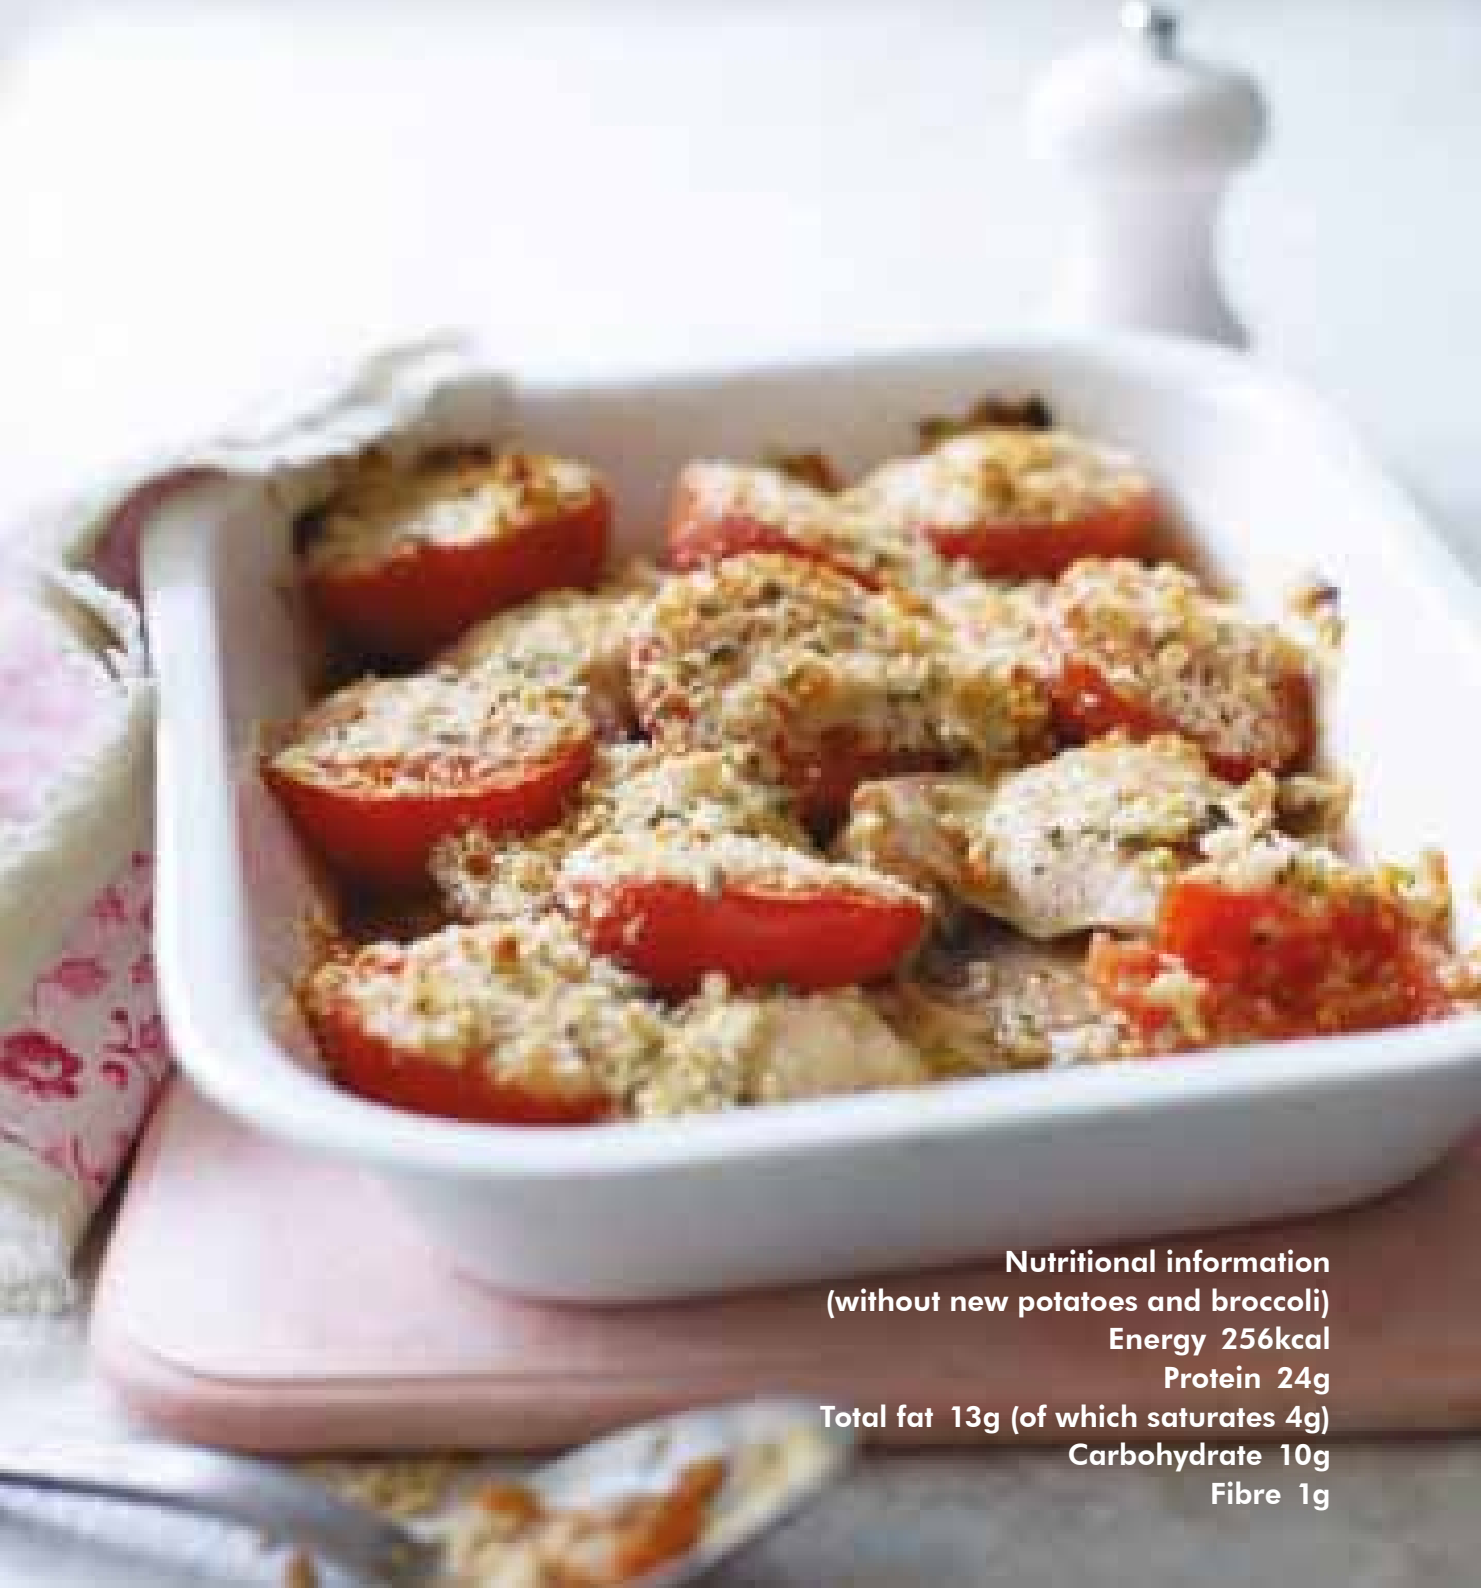 Nutritional information
(without new potatoes and broccoli)
Energy 256kcal
Protein 24g
Total fat 13g (of which saturates 4g)
Carbohydrate 10g
Fibre 1g